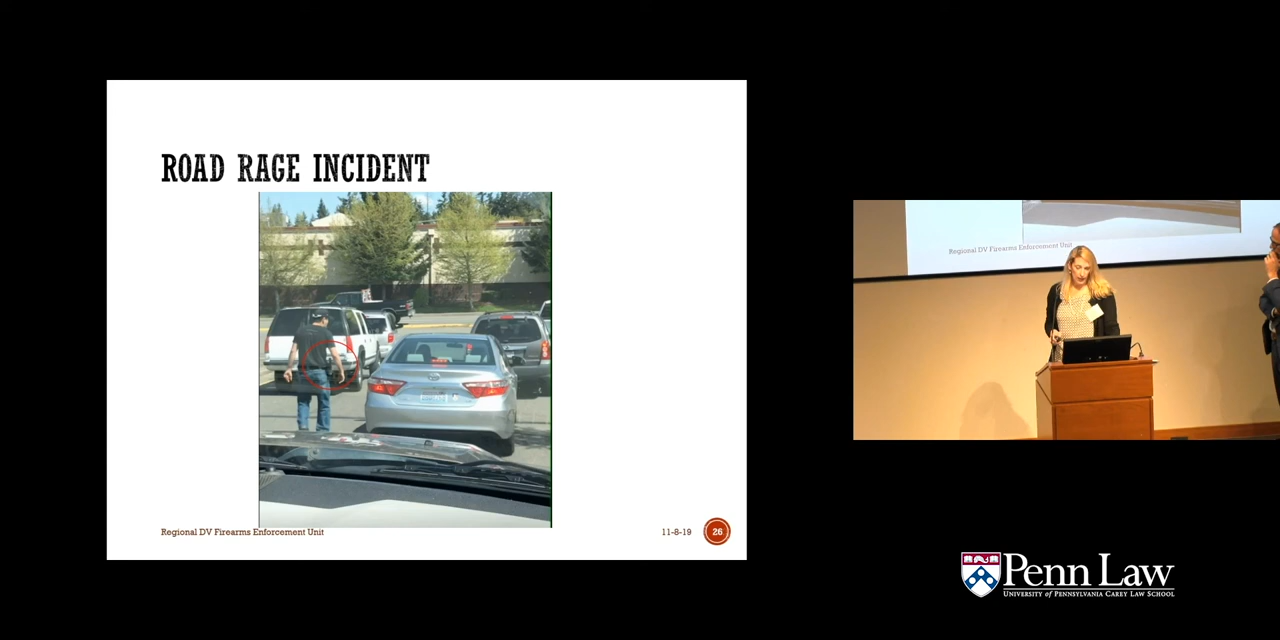 ROAD RAGE INCIDENT
Regional DV Firearms Enforcement Unit
11-8-19
26
Regional DV Firearms Enforcement Unit
Penn Law
UNIVERSITY of PENNSYLVANIA CAREY LAW SCHOOL